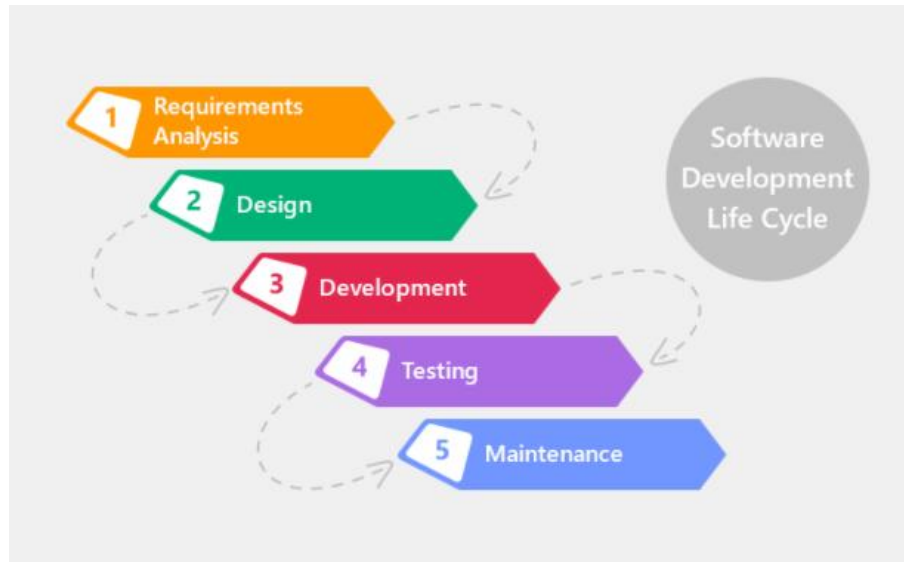 1
Requirements
Analysis
2
Design
3
Development
4
Testing
5
Maintenance
Software
Development
Life Cycle